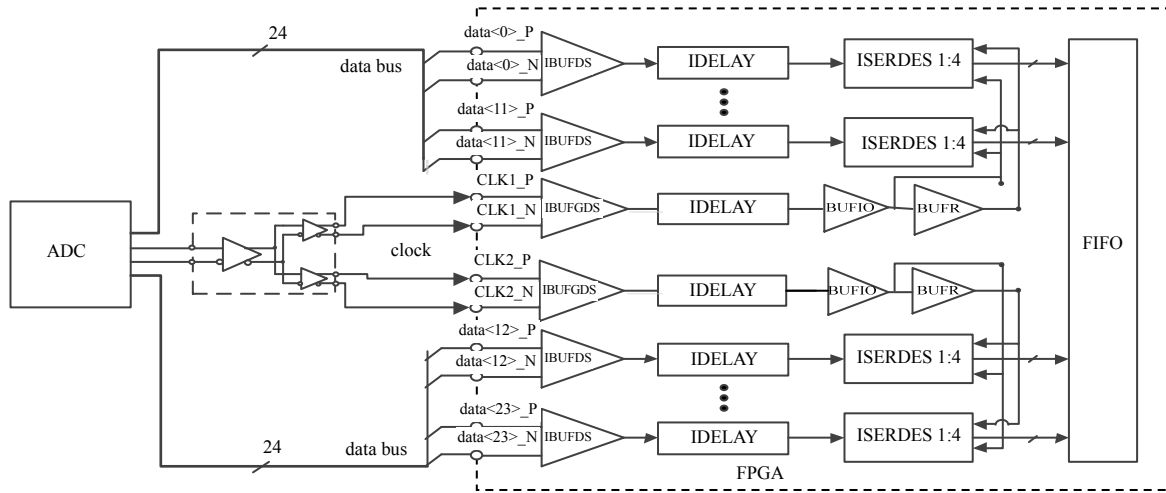 24
data bus
data<0>_P
data<0>_N
IBUFDS
IDELAY
ISERDES 1:4
data<11>_P
data<11>_N
IBUFDS
IDELAY
ISERDES 1:4
CLK1_P
CLK1_N
IBUFGDS
IDELAY
BUFIO
BUFR
ADC
clock
FIFO
CLK2_P
CLK2_N
IBUFGDS
IDELAY
BUFIO
BUFR
data<12>_P
data<12>_N
IBUFDS
IDELAY
ISERDES 1:4
data<23>_P
data<23>_N
IBUFDS
IDELAY
ISERDES 1:4
24
data bus
FPGA